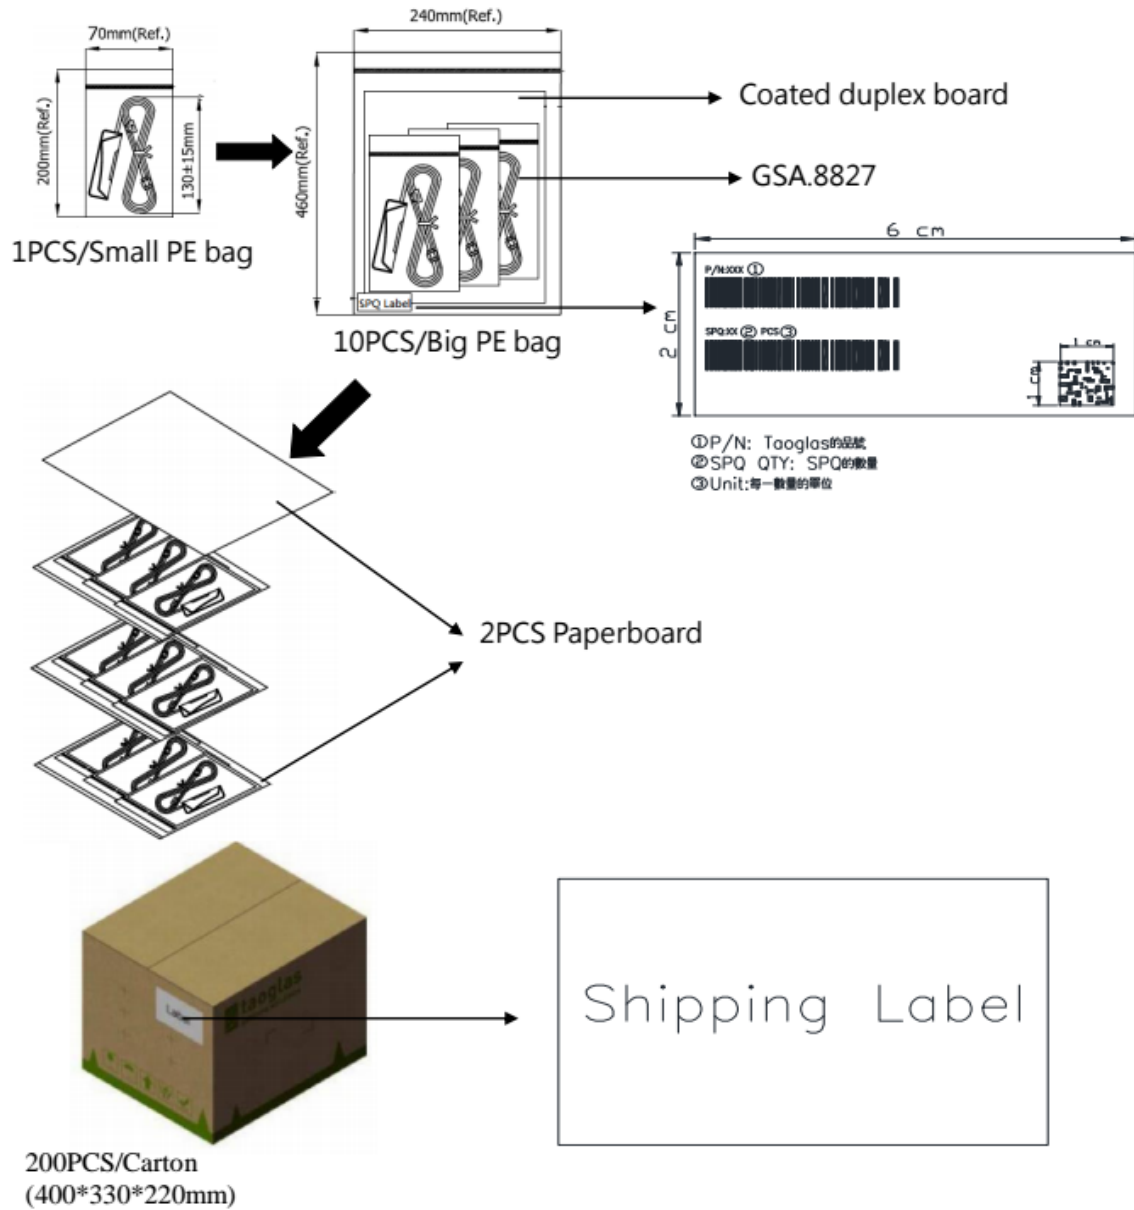 240mm(Ref.)
70mm(Ref.)
200mm(Ref.)
130±15mm
460mm(Ref.)
Coated duplex board
GSA.8827
1PCS/Small PE bag
SPQ Label
10PCS/Big PE bag
6 cm
2 cm
P/N:XXX ①
SPQ:XX ② PCS③
1 cm
1 cm
①P/N: Taoglas的品號
②SPQ QTY: SPQ的數量
③Unit:每一數量的單位
2PCS Paperboard
taoglas
Label
Shipping Label
200PCS/Carton
(400*330*220mm)